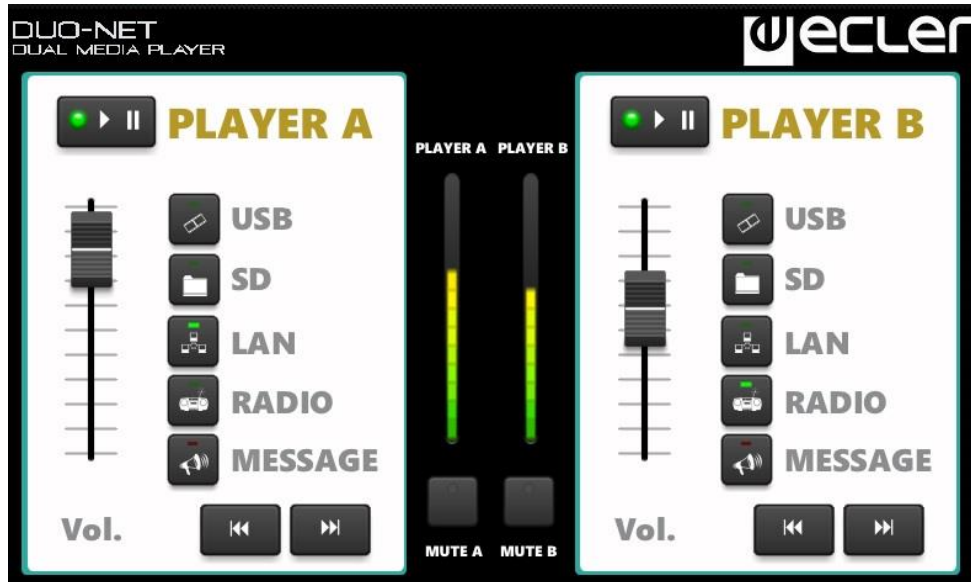 DUO-NET
DUAL MEDIA PLAYER
ecler
PLAYER A
USB
SD
LAN
RADIO
MESSAGE
Vol.
PLAYER A PLAYER B
MUTE A MUTE B
PLAYER B
USB
SD
LAN
RADIO
MESSAGE
Vol.